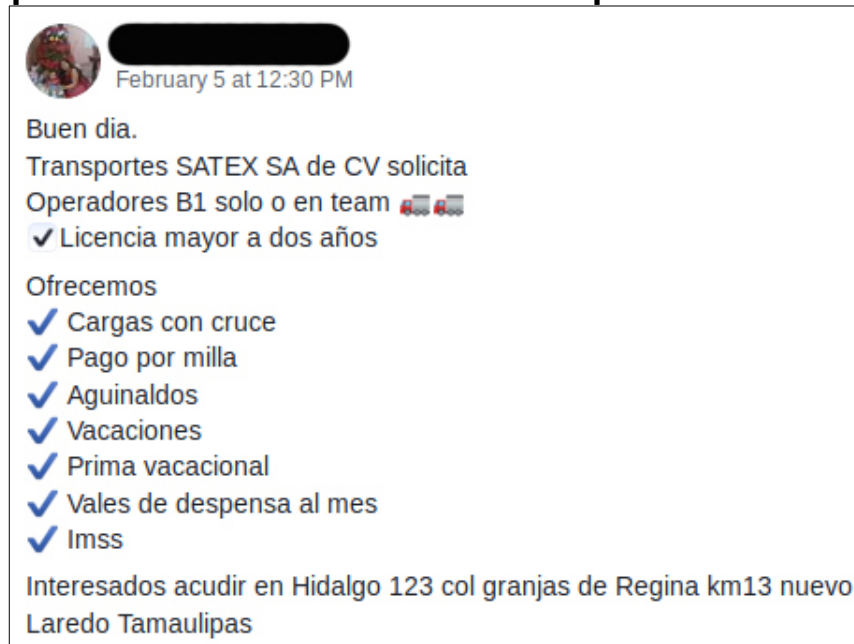 February 5 at 12:30 PM
Buen dia.
Transportes SATEX SA de CV solicita
Operadores B1 solo o en team 🚛🚛
✔Licencia mayor a dos años
Ofrecemos
✔ Cargas con cruce
✔ Pago por milla
✔ Aguinaldos
✔ Vacaciones
✔ Prima vacacional
✔ Vales de despensa al mes
✔ Imss
Interesados acudir en Hidalgo 123 col granjas de Regina km13 nuevo
Laredo Tamaulipas